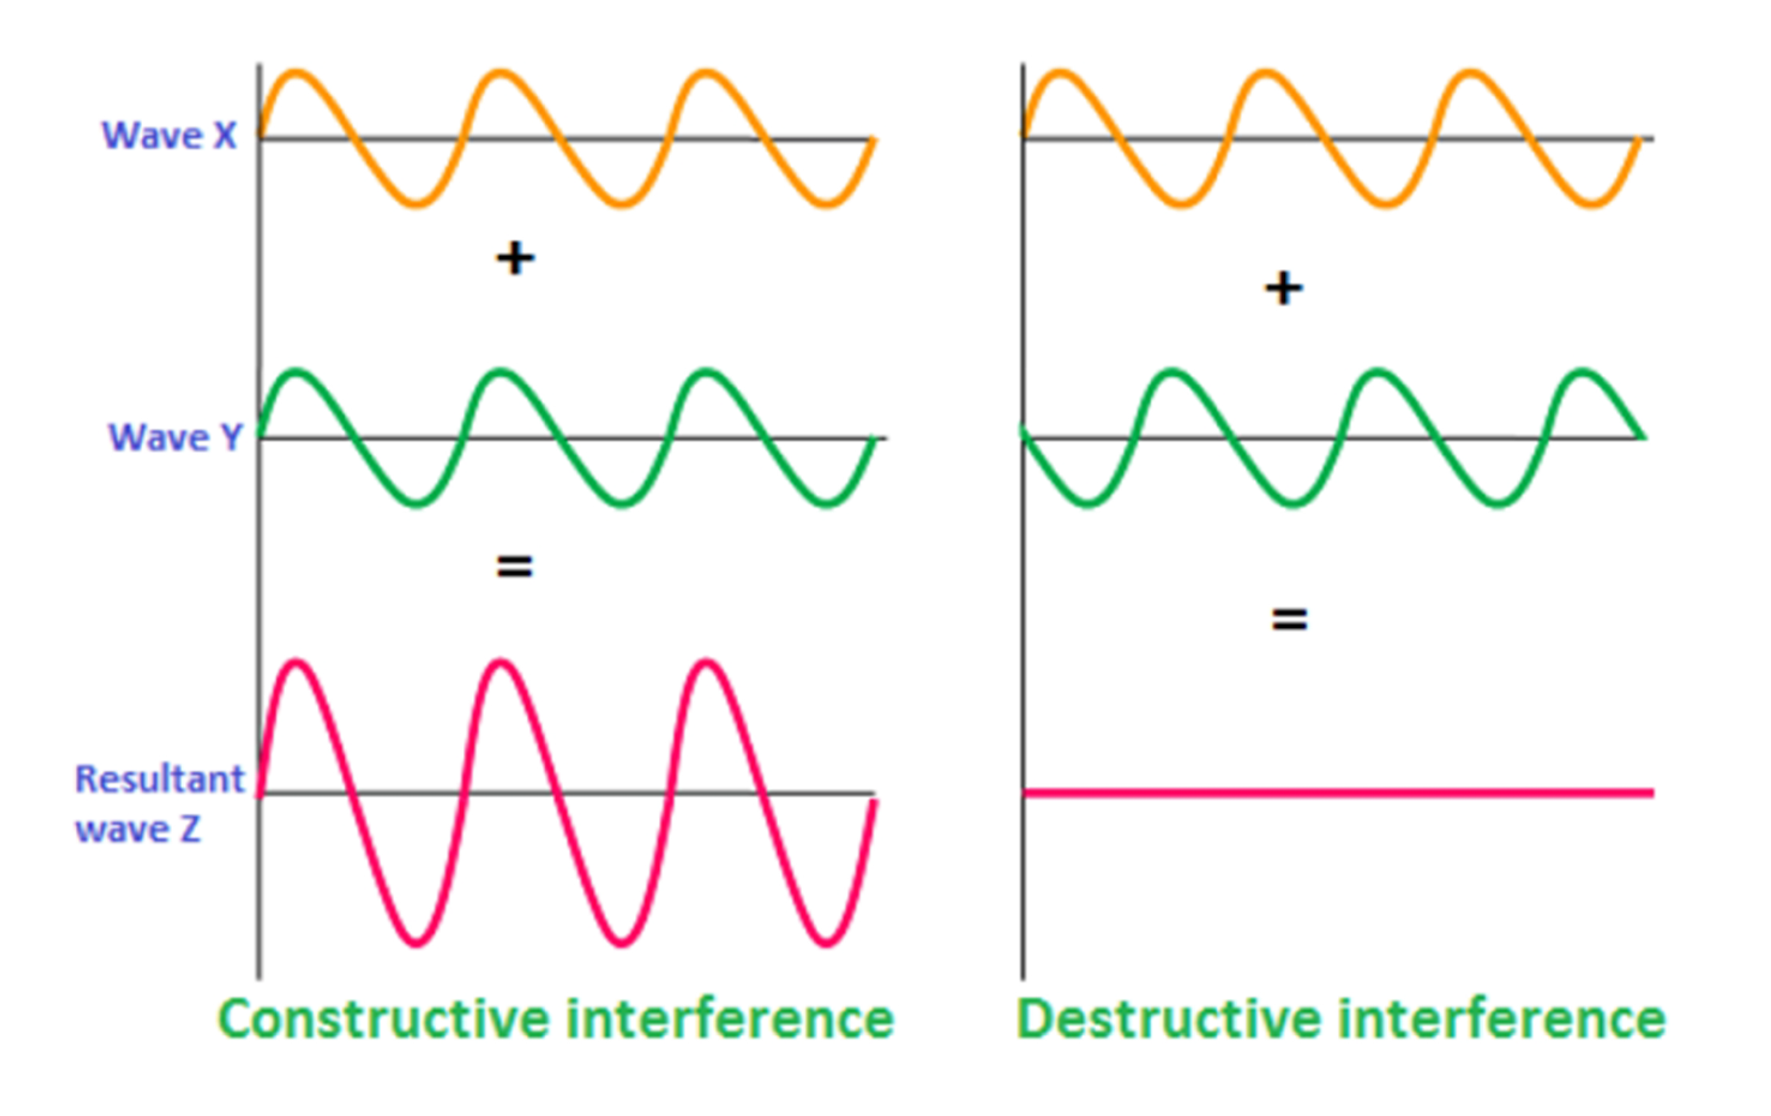 Wave X
+
+
Wave Y
=
=
Resultant
wave Z
Constructive interference
Destructive interference